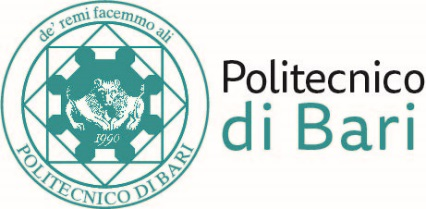 de' remi facemmo ali
1990
POLITECNICO DI BARI
Politecnico
di Bari